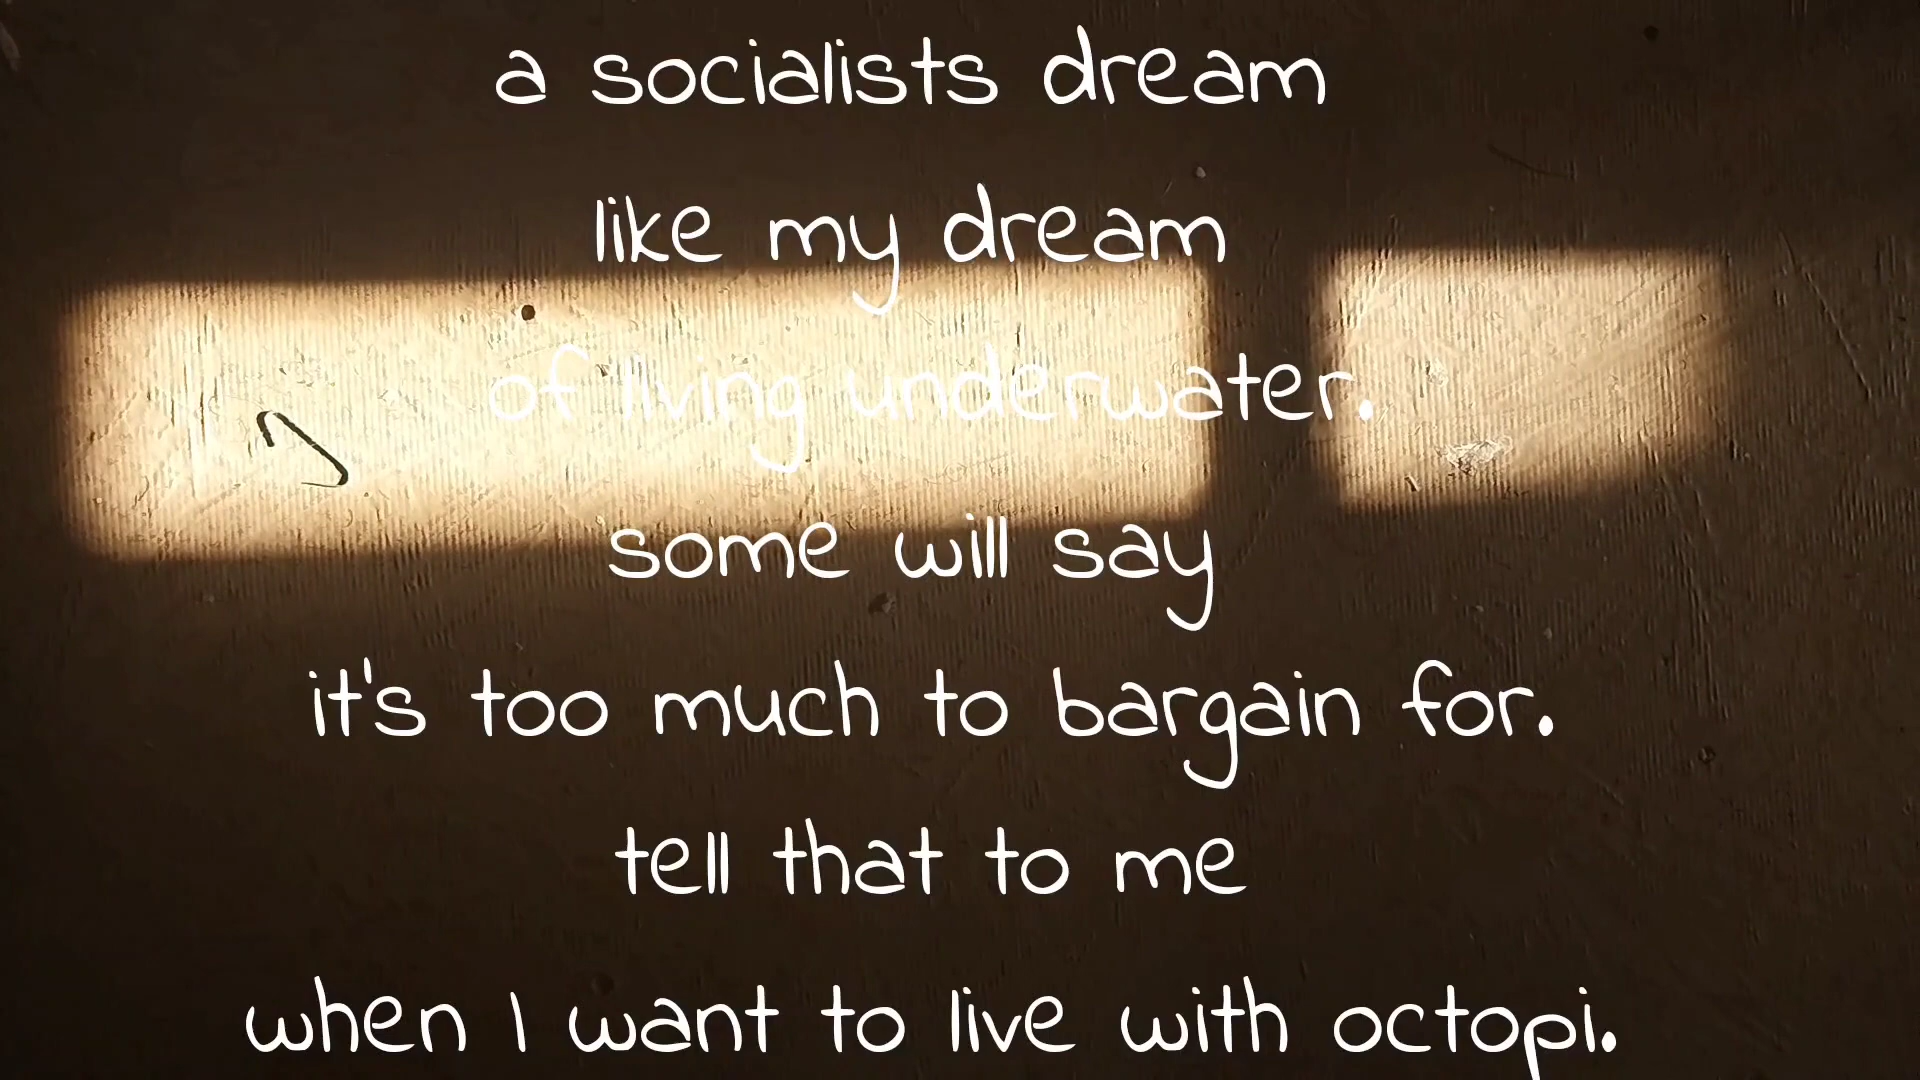 a socialists dream
like my dream
of living underwater.
some will say
it's too much to bargain for.
tell that to me
when I want to live with octopi.